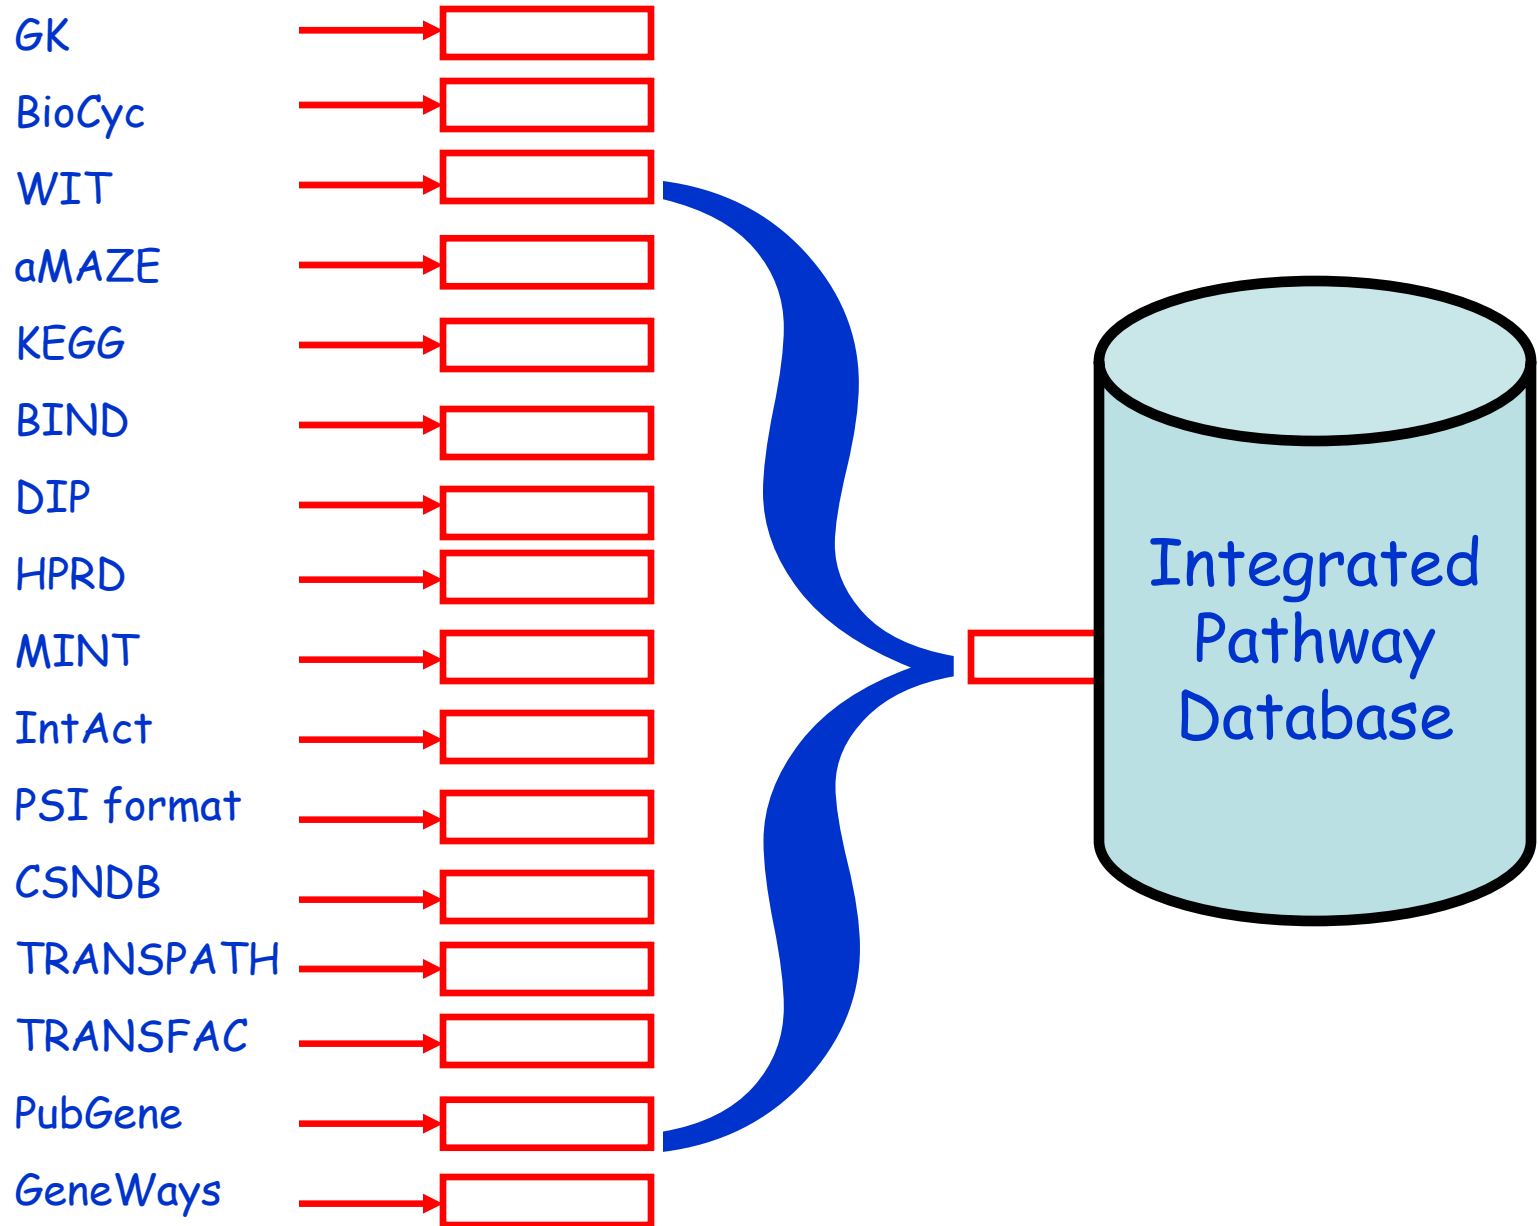 GK
BioCyc
WIT
aMAZE
KEGG
BIND
DIP
HPRD
MINT
IntAct
PSI format
CSNDB
TRANSPATH
TRANSFAC
PubGene
GeneWays
Integrated
Pathway
Database